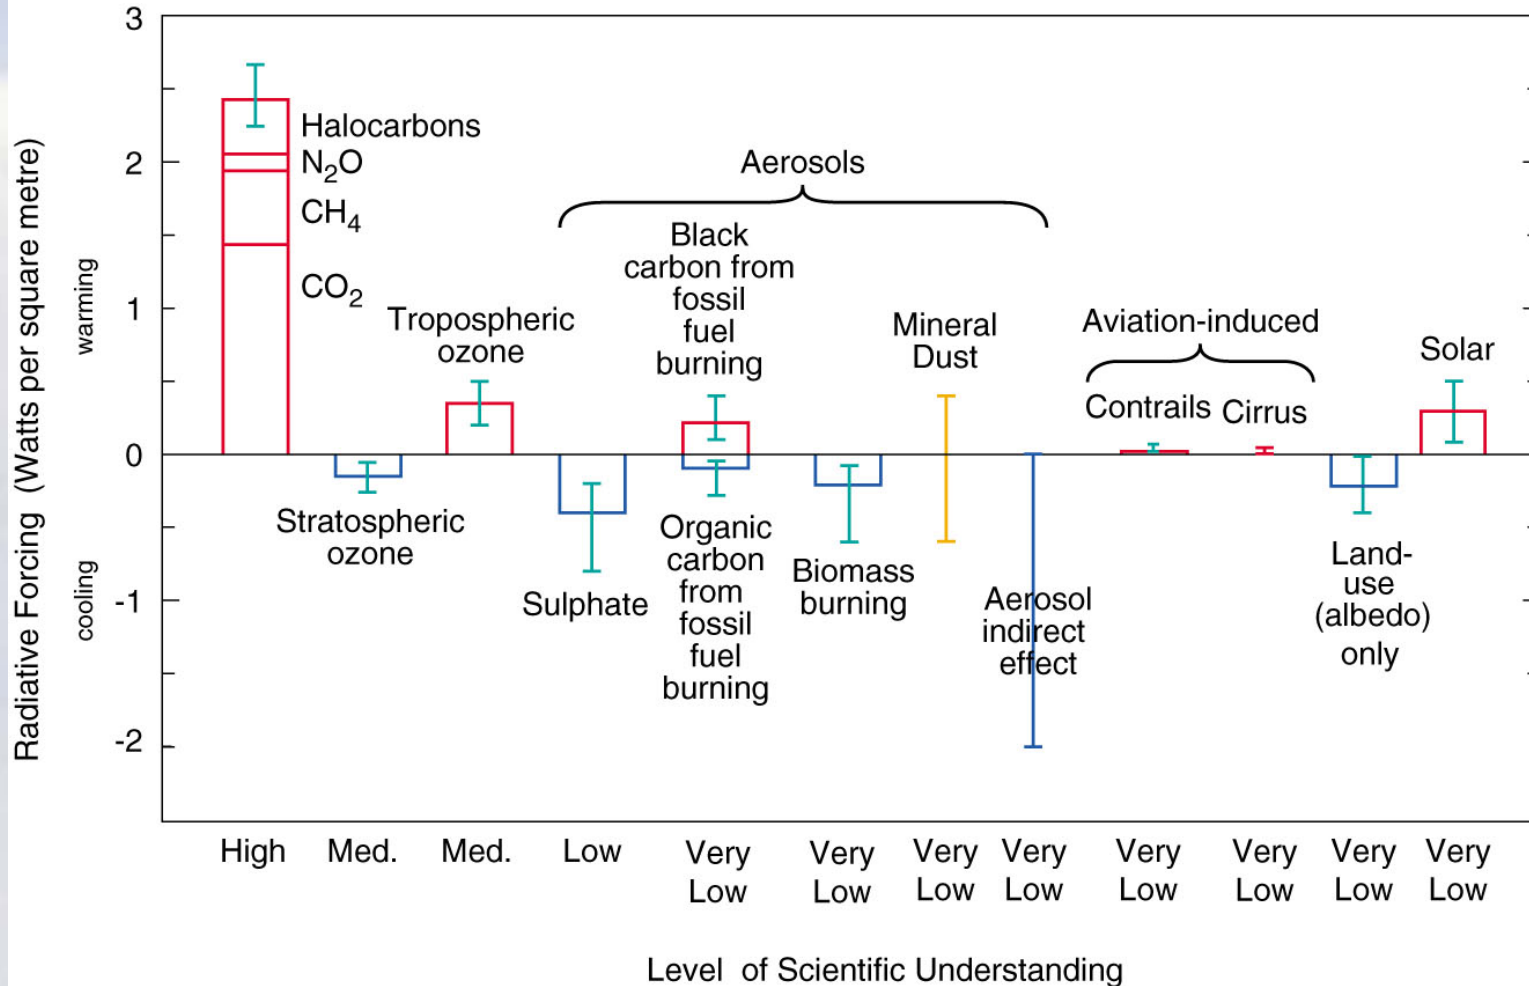 3
2
1
0
-1
-2
Radiative Forcing (Watts per square metre)
warming
cooling
Halocarbons
N2O
CH4
CO2
Stratospheric
ozone
Tropospheric
ozone
Aerosols
Sulphate
Black
carbon from
fossil
fuel
burning
Organic
carbon
from
fossil
fuel
burning
Biomass
burning
Mineral
Dust
Aerosol
indirect
effect
Aviation-induced
Contrails Cirrus
Land-
use
(albedo)
only
Solar
High Med. Med. Low Very Very Very Very Very Very Very Very
Low Low Low Low Low Low Low Low
Level of Scientific Understanding